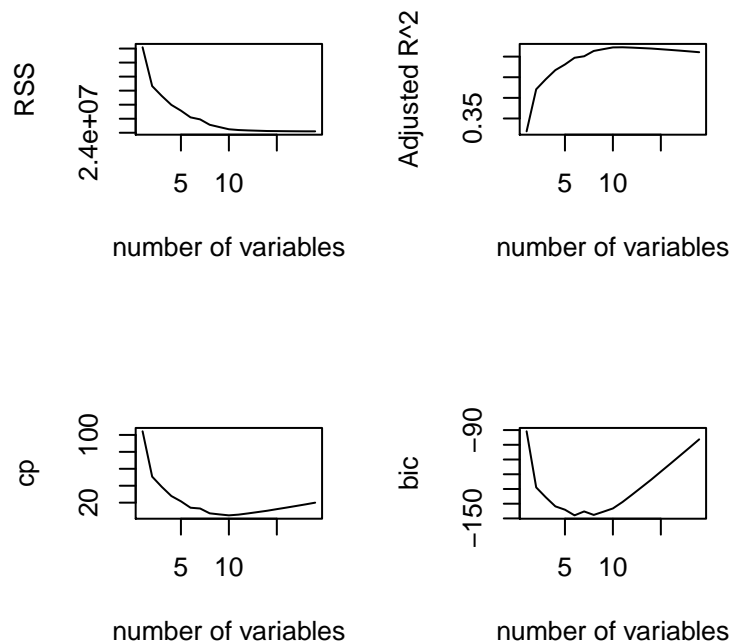 RSS
2.4e+07
5 10
number of variables
Adjusted R^2
0.35
5 10
number of variables
cp
100
20
5 10
number of variables
bic
−90
−150
5 10
number of variables